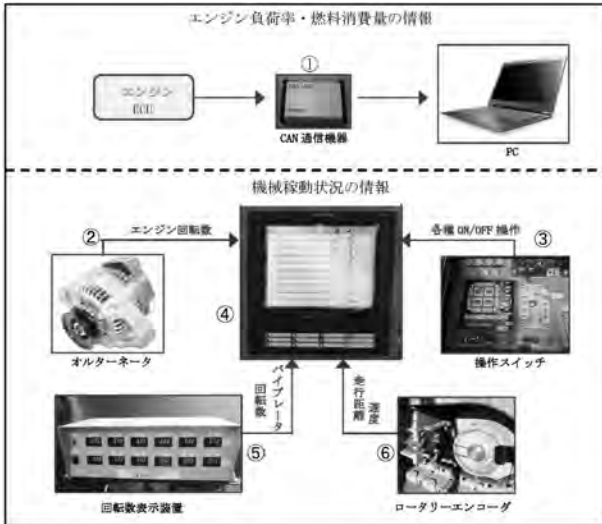 エンジン負荷率・燃料消費量の情報
①
エンジン
ECU
CAN 通信機器
PC
機械稼動状況の情報
②
エンジン回転数
各種 ON/OFF 操作
③
④
オルターネータ
操作スイッチ
バイブレータ
回転数
走行距離
速度
⑤
⑥
回転数表示装置
ロータリーエンコーダ